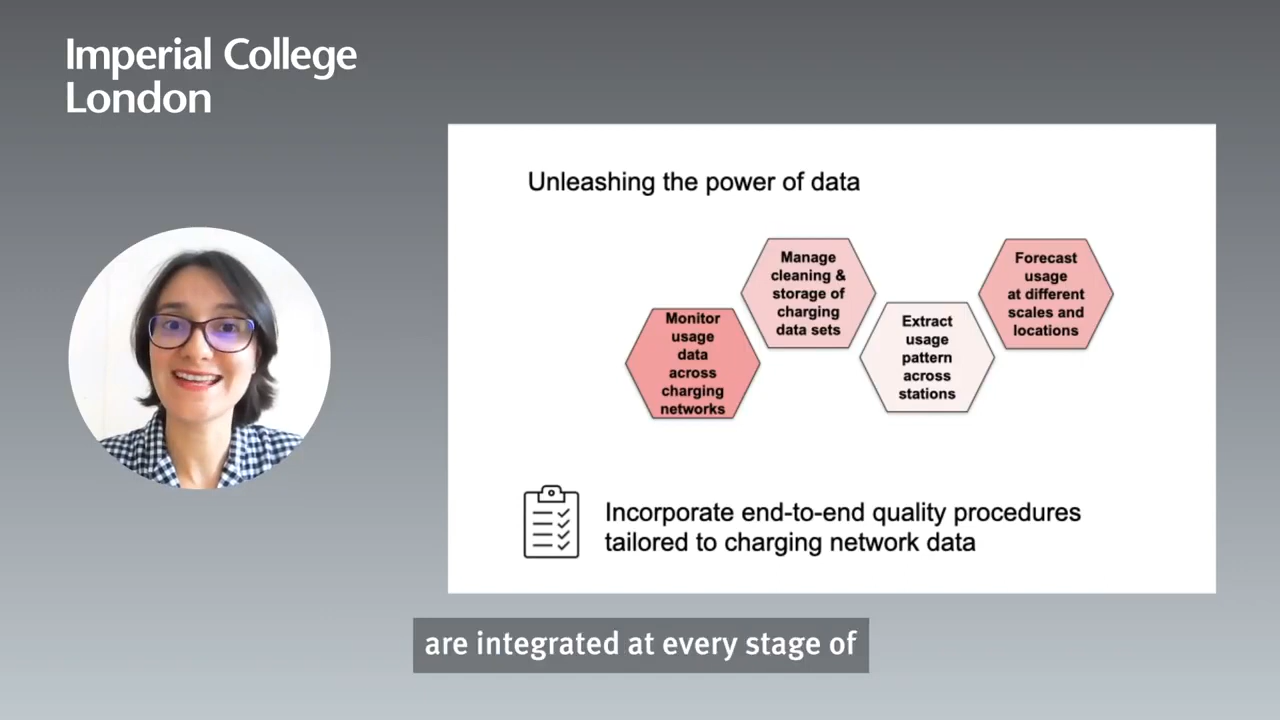 Imperial College
London
Unleashing the power of data
Monitor
usage
data
across
charging
networks
Manage
cleaning &
storage of
charging
data sets
Extract
usage
pattern
across
stations
Forecast
usage
at different
scales and
locations
Incorporate end-to-end quality procedures
tailored to charging network data
are integrated at every stage of